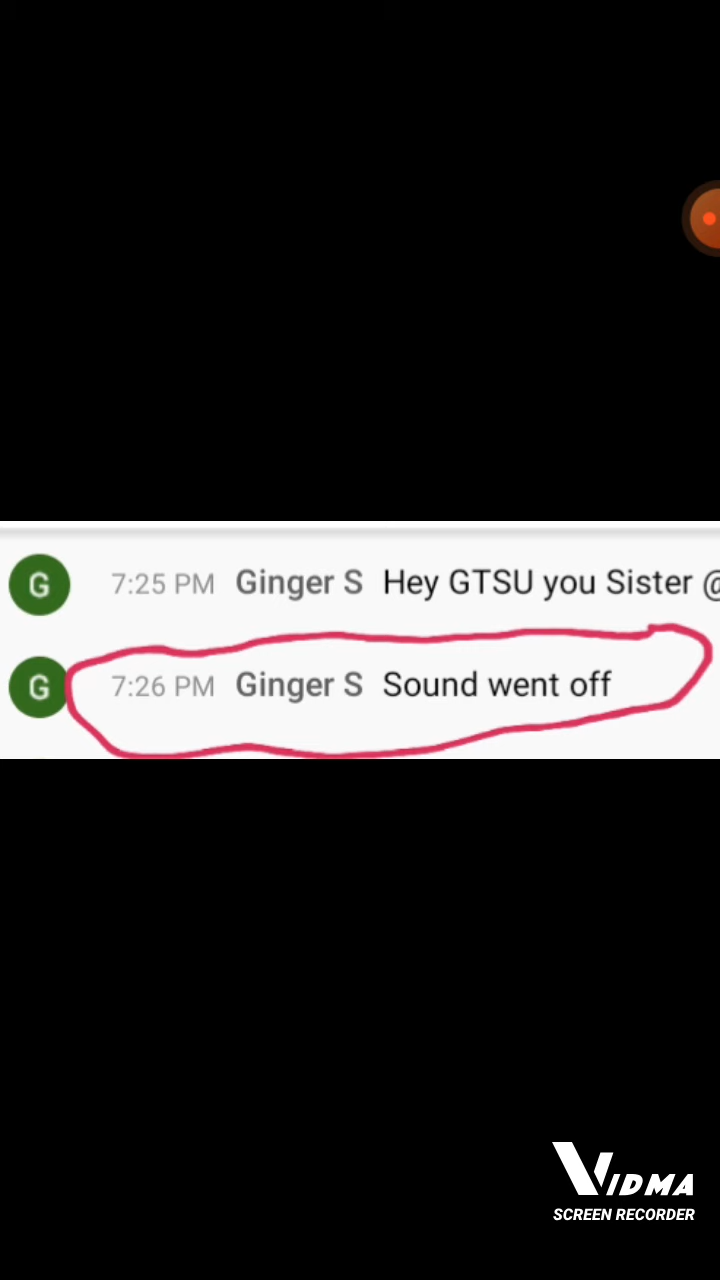 G 7:25 PM Ginger S Hey GTSU you Sister @
G 7:26 PM Ginger S Sound went off
VIDMA
SCREEN RECORDER